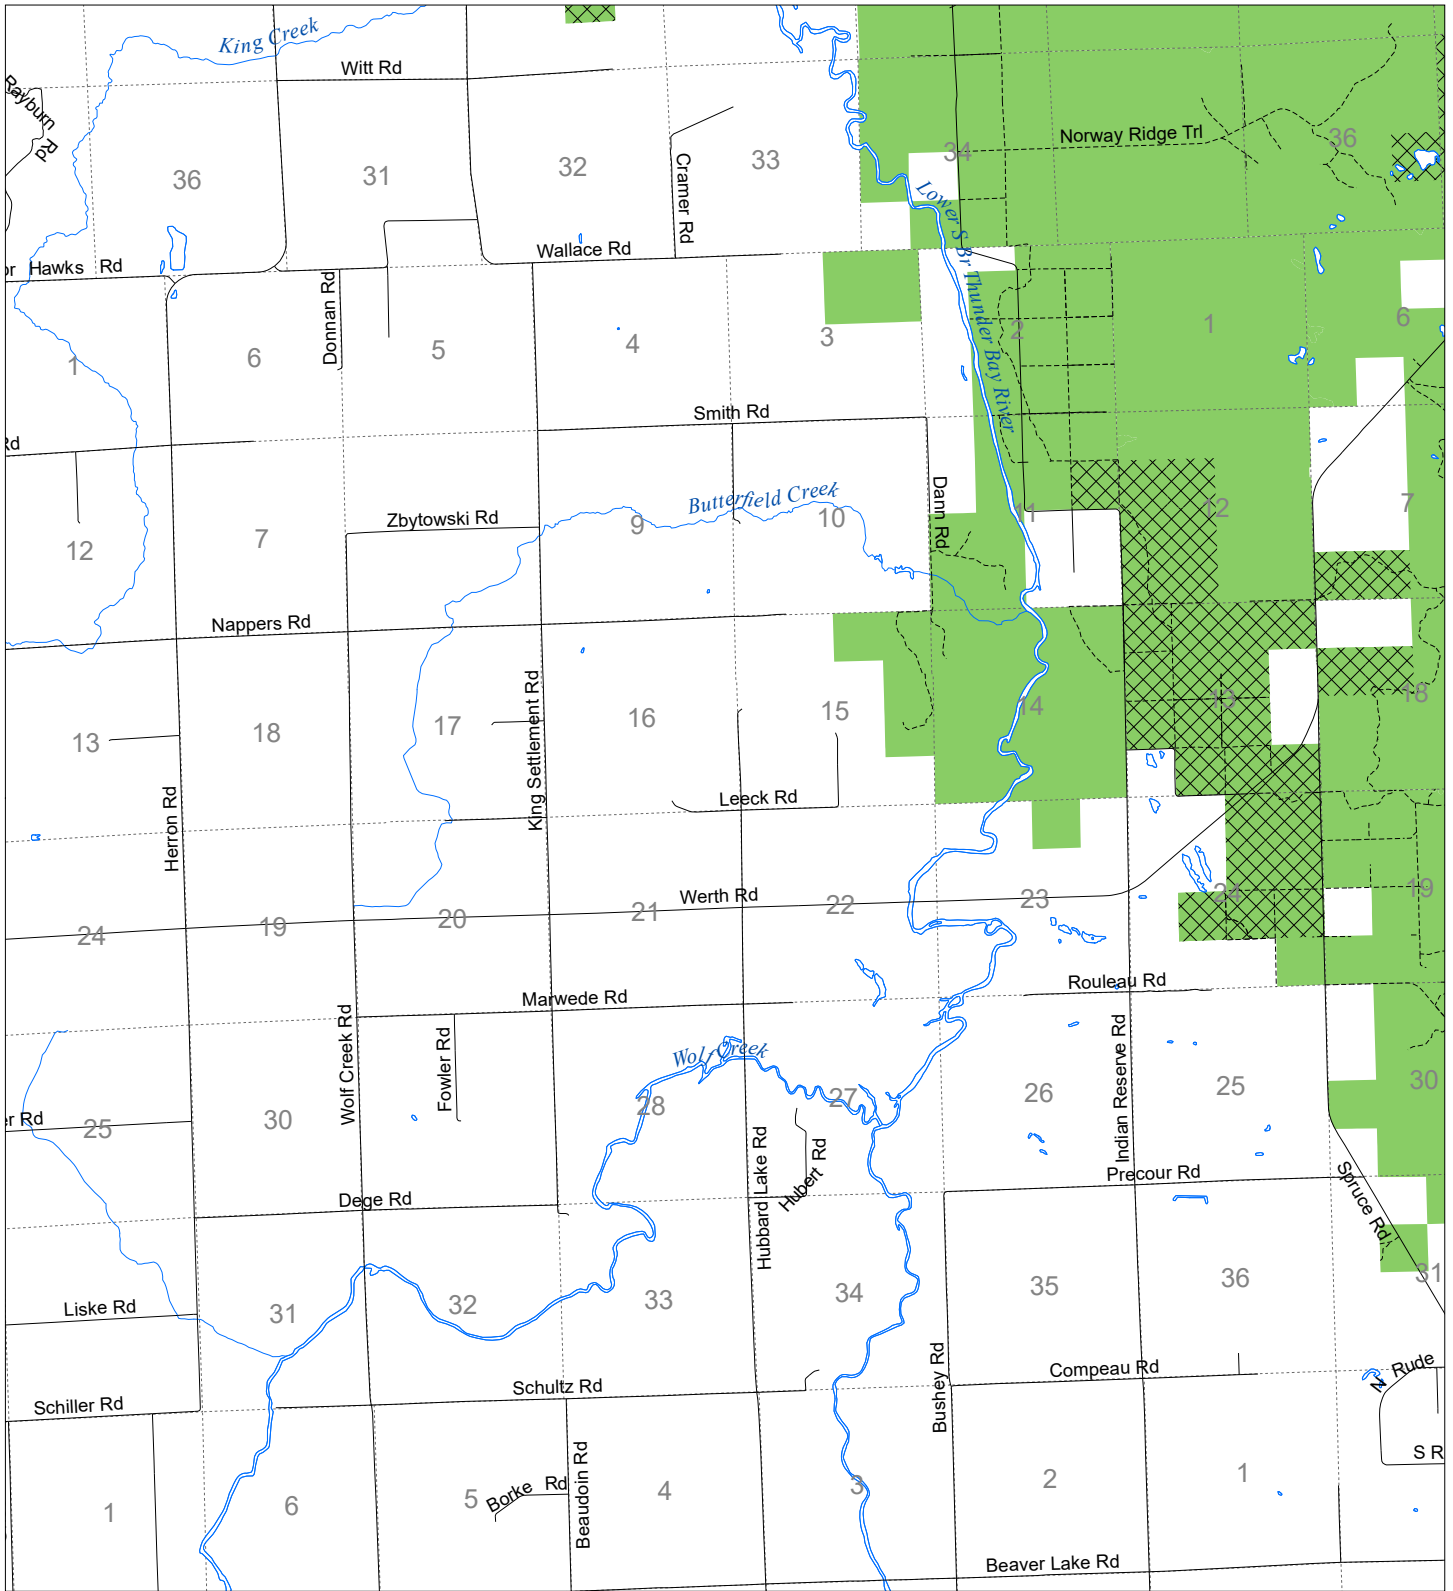 King Creek
Witt Rd
Rayburn Rd
Norway Ridge Trl
34
36
33
32
31
36
Cramer Rd
Lower S Br Thunder Bay River
Wallace Rd
or Hawks Rd
Donnan Rd
1
6
5
4
3
2
1
6
Smith Rd
Rd
Butterfield Creek
Dann Rd
Zbytowski Rd
12
7
9
10
11
12
7
Nappers Rd
King Settlement Rd
13
18
17
16
15
14
13
18
Leeck Rd
Herron Rd
Werth Rd
24
19
20
21
22
23
24
19
Marwede Rd
Rouleau Rd
Wolf Creek Rd
Fowler Rd
Wolf Creek
Indian Reserve Rd
er Rd
25
30
28
27
26
25
30
Hubbard Lake Rd
Hubert Rd
Precour Rd
Dege Rd
Spruce Rd
Liske Rd
31
32
33
34
35
36
31
Bushey Rd
Compeau Rd
N Rude
Schultz Rd
Schiller Rd
S R
Borke Rd
Beaudoin Rd
1
6
5
4
3
2
1
Beaver Lake Rd